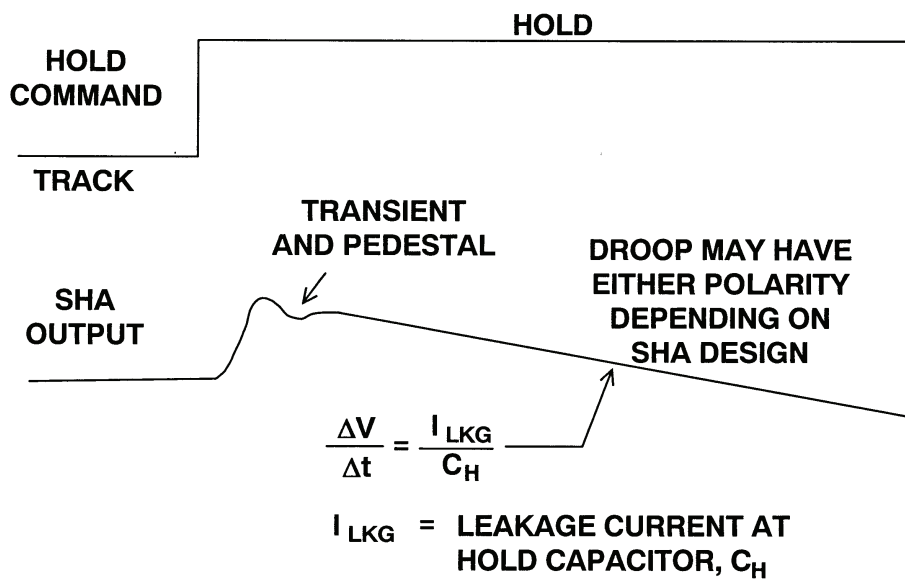 HOLD
HOLD
COMMAND
TRACK
TRANSIENT
AND PEDESTAL
DROOP MAY HAVE
EITHER POLARITY
DEPENDING ON
SHA DESIGN
SHA
OUTPUT
ΔV/Δt = I_LKG/C_H
I_LKG = LEAKAGE CURRENT AT
HOLD CAPACITOR, C_H